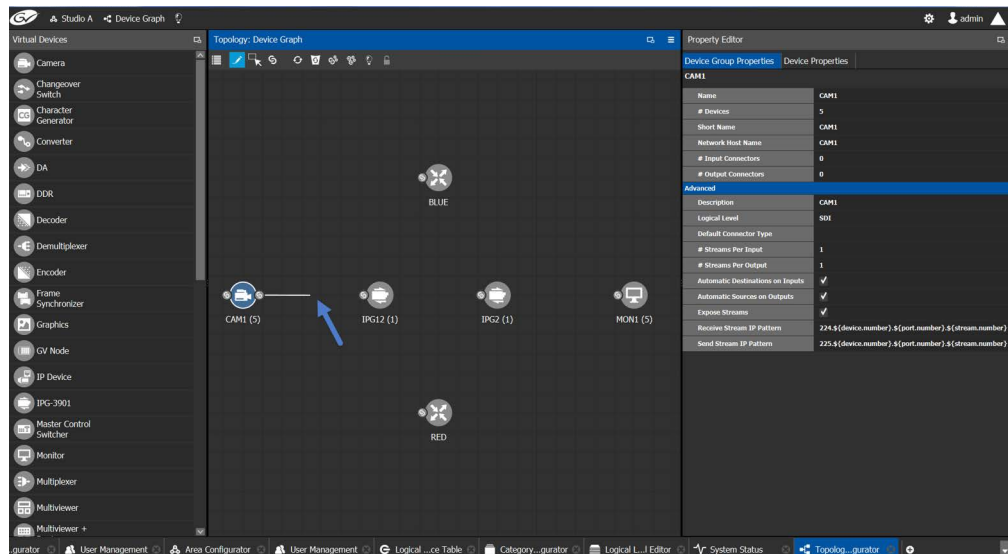 GV Studio A Device Graph admin
Virtual Devices
Camera
Changeover
Switch
CG Character
Generator
Converter
DA
DDR
Decoder
Demultiplexer
Encoder
Frame
Synchronizer
Graphics
GV Node
IP Device
IPG-3901
Master Control
Switcher
Monitor
Multiplexer
Multiviewer
Multiviewer +
Topology: Device Graph
BLUE
CAM1 (5) IPG12 (1) IPG2 (1) MON1 (5)
RED
Property Editor
Device Group Properties Device Properties
CAM1
Name CAM1
# Devices 5
Short Name CAM1
Network Host Name CAM1
# Input Connectors 0
# Output Connectors 0
Advanced
Description CAM1
Logical Level SDI
Default Connector Type
# Streams Per Input 1
# Streams Per Output 1
Automatic Destinations on Inputs
Automatic Sources on Outputs
Expose Streams
Receive Stream IP Pattern 224.${device.number}.${port.number}.${stream.number}
Send Stream IP Pattern 225.${device.number}.${port.number}.${stream.number}
.gurator User Management Area Configurator User Management Logical ...ce Table Category...gurator Logical L...l Editor System Status Topolog...gurator